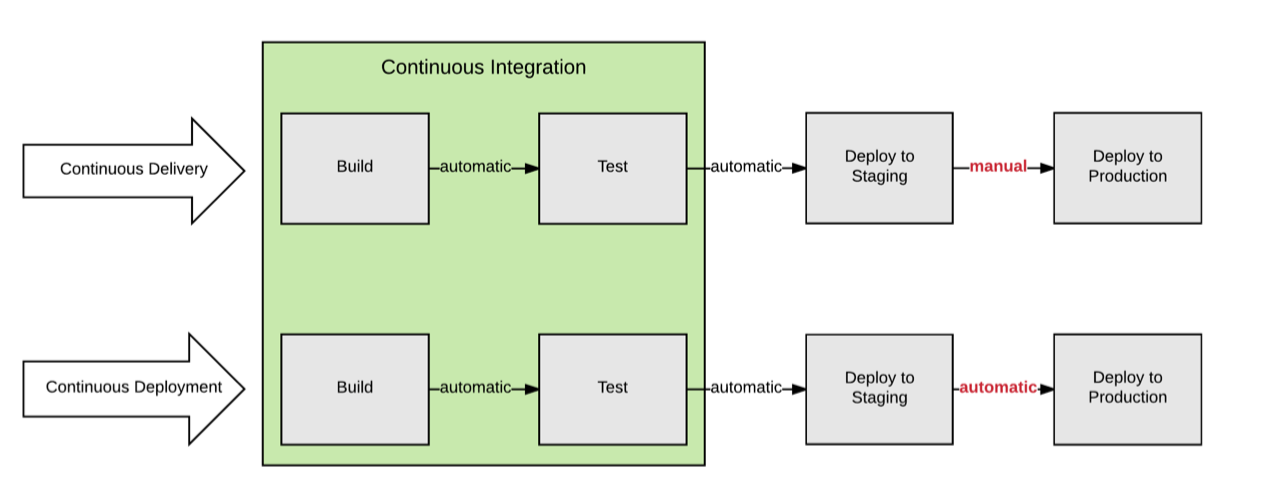 Continuous Integration
Continuous Delivery
Build
automatic
Test
automatic
Deploy to
Staging
manual
Deploy to
Production
Continuous Deployment
Build
automatic
Test
automatic
Deploy to
Staging
automatic
Deploy to
Production